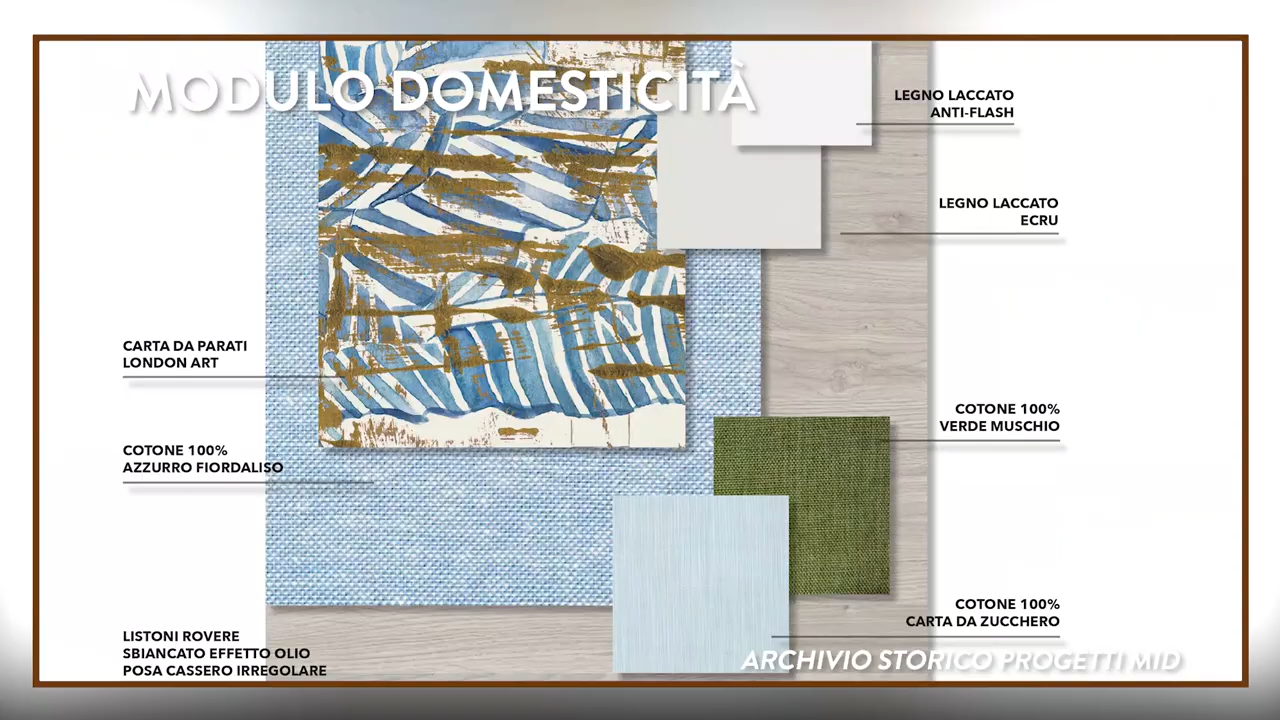 MODULO DOMESTICITÀ
LEGNO LACCATO
ANTI-FLASH
LEGNO LACCATO
ECRU
CARTA DA PARATI
LONDON ART
COTONE 100%
VERDE MUSCHIO
COTONE 100%
AZZURRO FIORDALISO
COTONE 100%
CARTA DA ZUCCHERO
LISTONI ROVERE
SBIANCATO EFFETTO OLIO
POSA CASSERO IRREGOLARE
ARCHIVIO STORICO PROGETTI MID